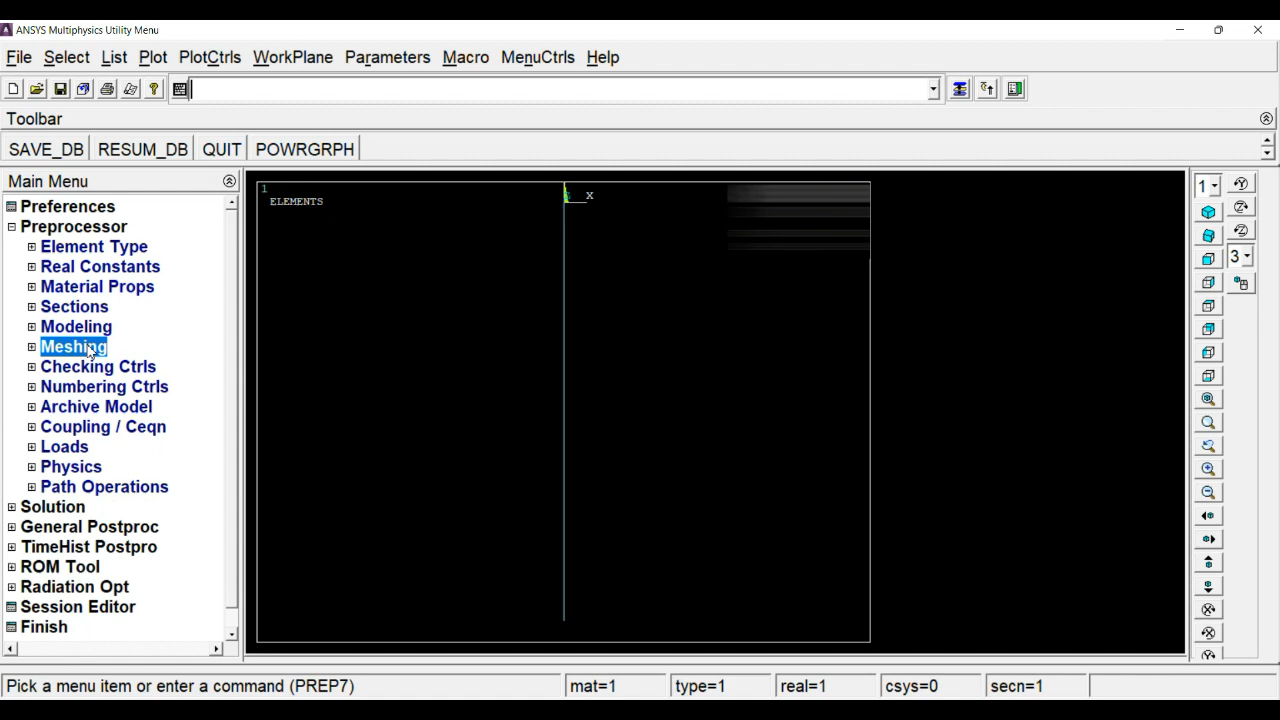 ANSYS Multiphysics Utility Menu
File Select List Plot PlotCtrls WorkPlane Parameters Macro MenuCtrls Help
Toolbar
SAVE_DB RESUM_DB QUIT POWRGRPH
Main Menu
Preferences
Preprocessor
Element Type
Real Constants
Material Props
Sections
Modeling
Meshing
Checking Ctrls
Numbering Ctrls
Archive Model
Coupling / Ceqn
Loads
Physics
Path Operations
Solution
General Postproc
TimeHist Postpro
ROM Tool
Radiation Opt
Session Editor
Finish
1
ELEMENTS
X
1
3
Pick a menu item or enter a command (PREP7) mat=1 type=1 real=1 csys=0 secn=1